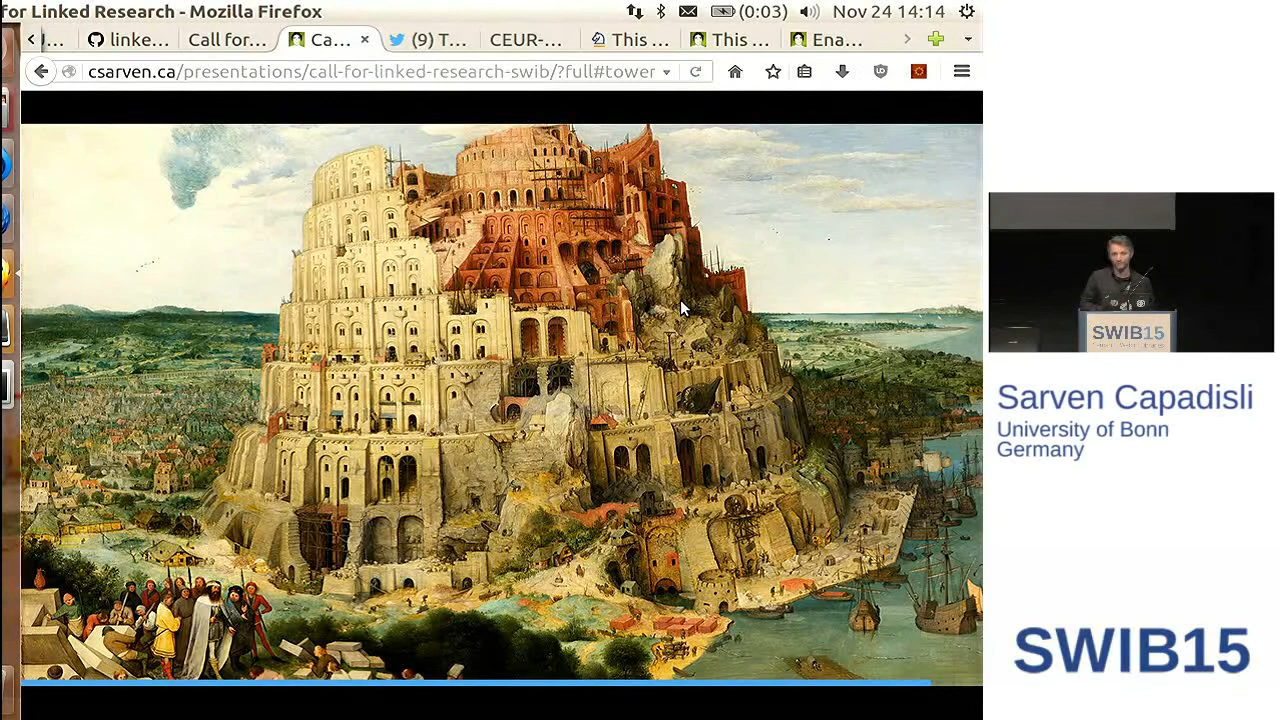 for Linked Research - Mozilla Firefox
(0:03)
Nov 24 14:14
linke...
Call for...
Ca...
(9) T...
CEUR-...
This ...
This ...
Ena...
csarven.ca/presentations/call-for-linked-research-swib/?full#tower
SWIB15
Sarven Capadisli
University of Bonn
Germany
SWIB15